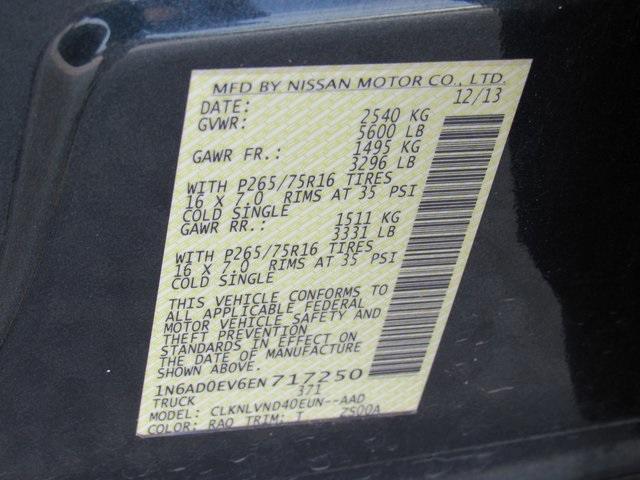 MFD BY NISSAN MOTOR CO., LTD.
DATE: 12/13
GVWR: 2540 KG
5600 LB
GAWR FR.: 1495 KG
3296 LB
WITH P265/75R16 TIRES
16 X 7.0 RIMS AT 35 PSI
COLD SINGLE
GAWR RR.: 1511 KG
3331 LB
WITH P265/75R16 TIRES
16 X 7.0 RIMS AT 35 PSI
COLD SINGLE
THIS VEHICLE CONFORMS TO
ALL APPLICABLE FEDERAL
MOTOR VEHICLE SAFETY AND
THEFT PREVENTION
STANDARDS IN EFFECT ON
THE DATE OF MANUFACTURE
SHOWN ABOVE.
1N6AD0EV6EN717250
TRUCK 371
MODEL: CLKNLVND40EUN--AAD
COLOR: RAQ TRIM: T ZS00A